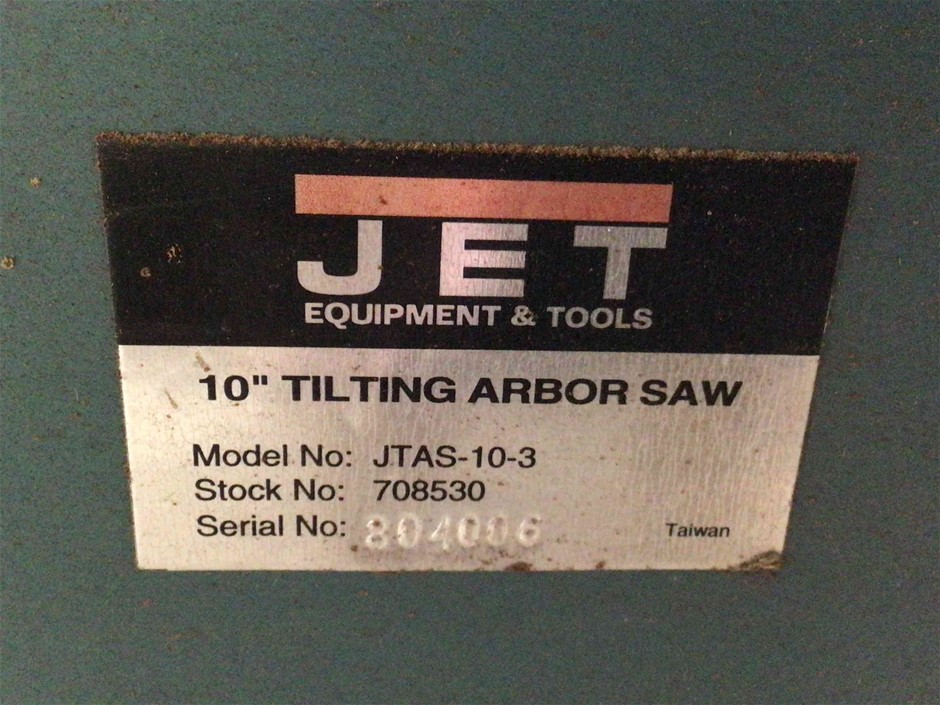 JET
EQUIPMENT & TOOLS
10" TILTING ARBOR SAW
Model No: JTAS-10-3
Stock No: 708530
Serial No: 804006
Taiwan